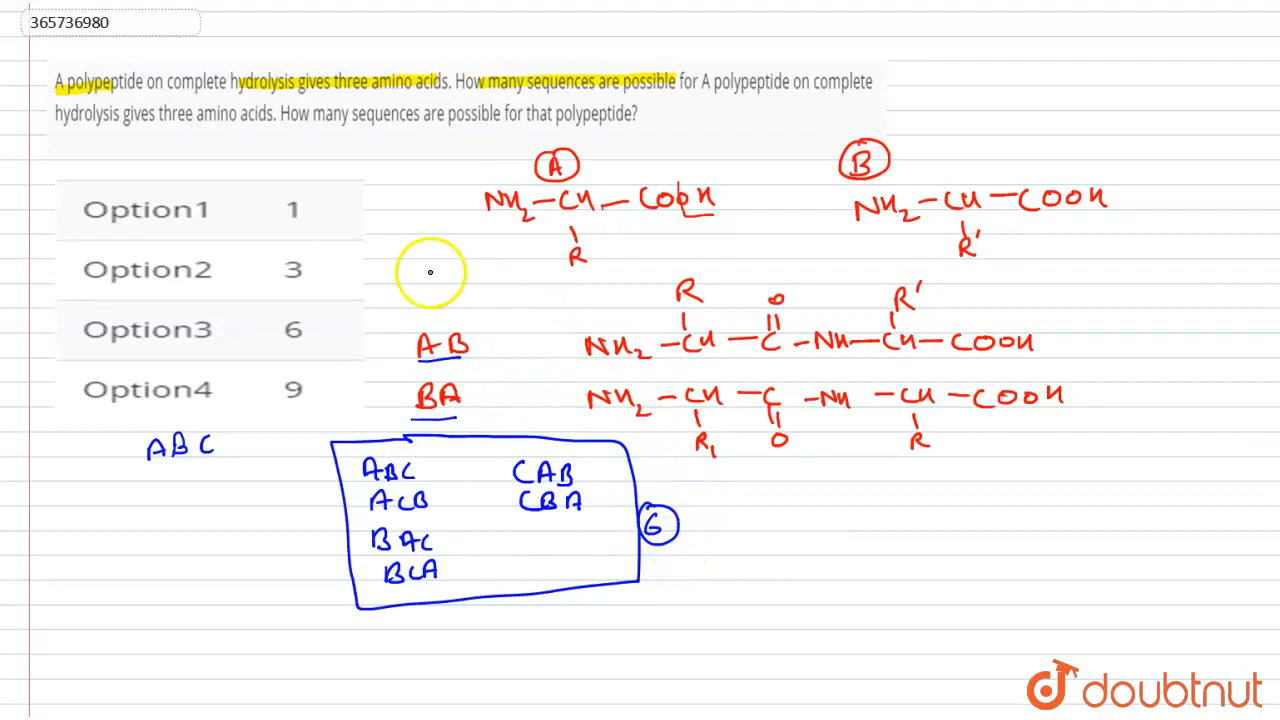 365736980
A polypeptide on complete hydrolysis gives three amino acids. How many sequences are possible for A polypeptide on complete
hydrolysis gives three amino acids. How many sequences are possible for that polypeptide?
A
B
NH2-CH-COOH
R
NH2-CH-COOH
R'
Option1 1
Option2 3
Option3 6
Option4 9
R O R'
AB NH2-CH-C-NH-CH-COOH
BA NH2-CH-C-NH-CH-COOH
R1 O R
ABC
ABC CAB
ACB CBA
BAC
BCA
6
doubtnut